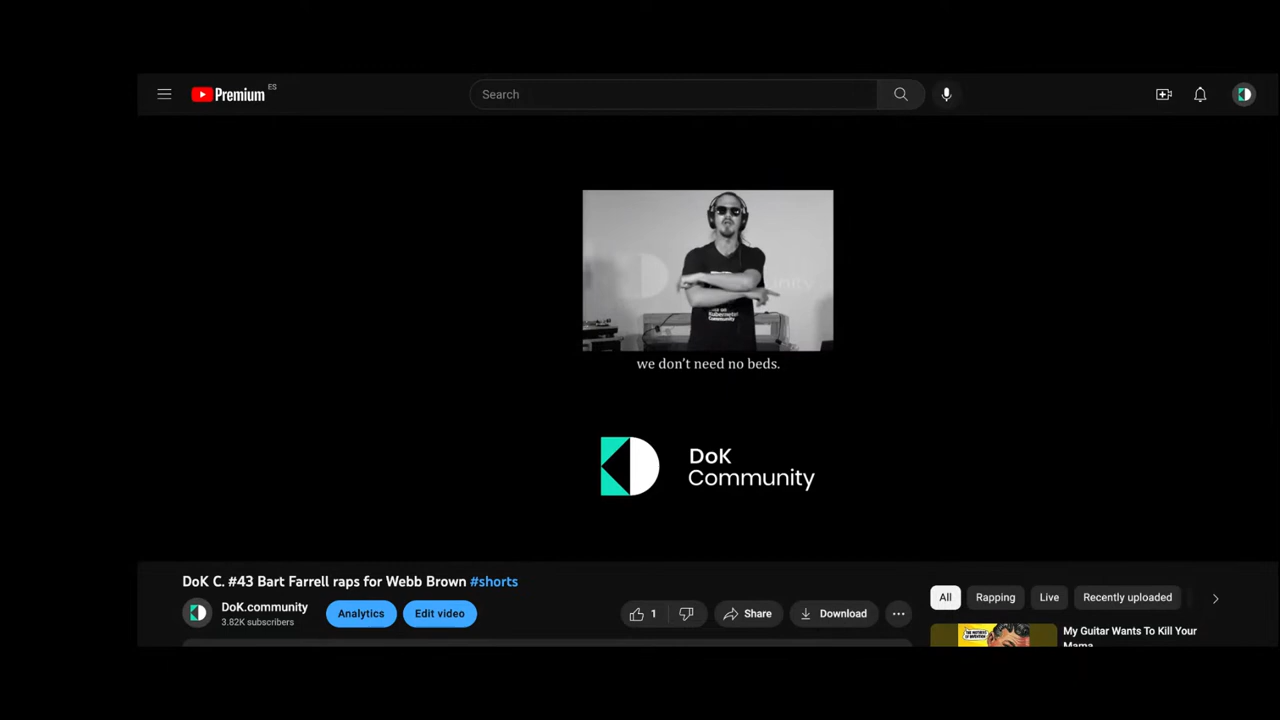 Premium ES
Search
we don't need no beds.
DoK
Community
DoK C. #43 Bart Farrell raps for Webb Brown #shorts
DoK.community
3.82K subscribers
Analytics
Edit video
1
Share
Download
All
Rapping
Live
Recently uploaded
My Guitar Wants To Kill Your
Mama